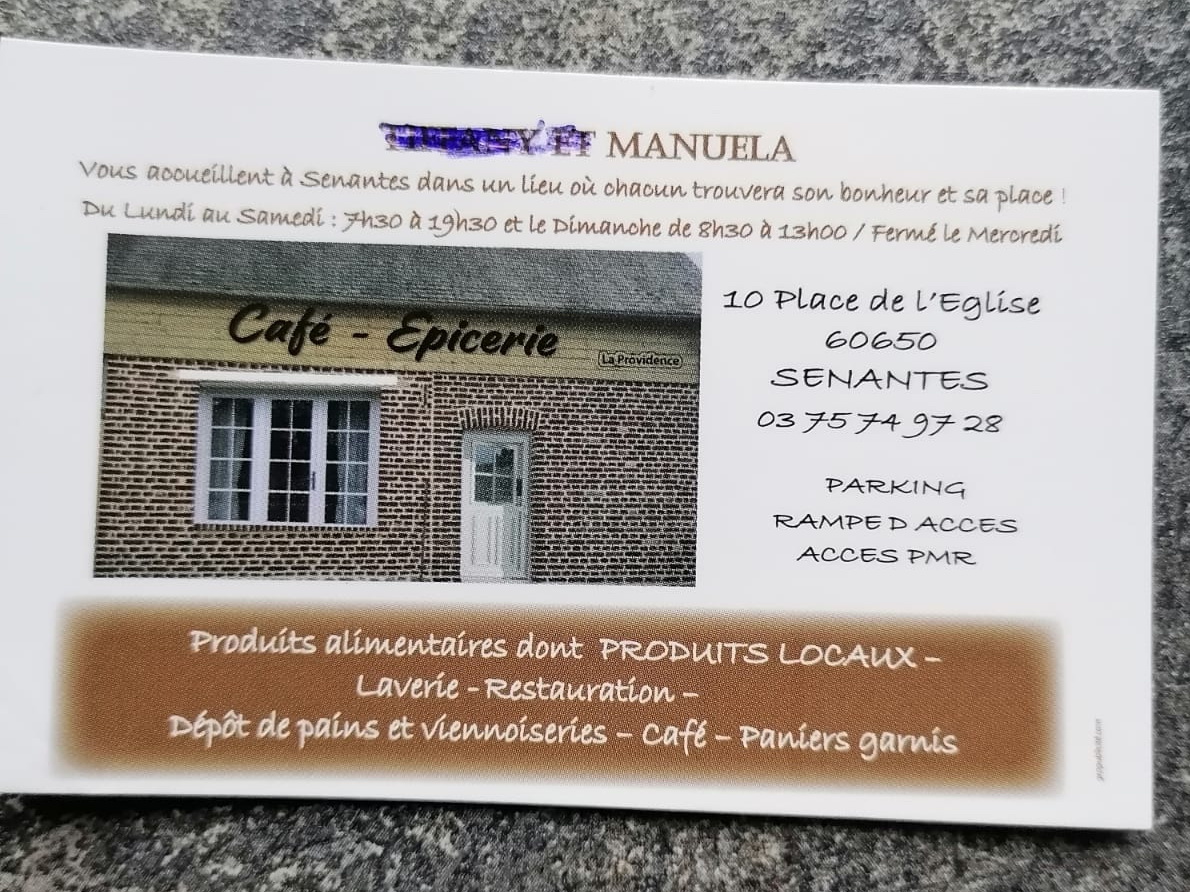 MANUELA
Vous accueillent à Senantes dans un lieu où chacun trouvera son bonheur et sa place !
Du Lundi au Samedi : 7h30 à 19h30 et le Dimanche de 8h30 à 13h00 / Fermé le Mercredi
Café - Epicerie
La Providence
10 Place de l'Eglise
60650
SENANTES
03 75 74 97 28
PARKING
RAMPE D ACCES
ACCES PMR
Produits alimentaires dont PRODUITS LOCAUX –
Laverie - Restauration –
Dépôt de pains et viennoiseries – Café – Paniers garnis